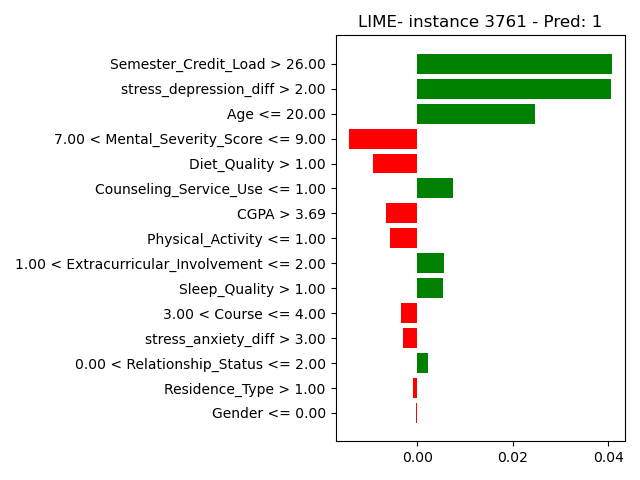 LIME- instance 3761 - Pred: 1
Semester_Credit_Load > 26.00
stress_depression_diff > 2.00
Age <= 20.00
7.00 < Mental_Severity_Score <= 9.00
Diet_Quality > 1.00
Counseling_Service_Use <= 1.00
CGPA > 3.69
Physical_Activity <= 1.00
1.00 < Extracurricular_Involvement <= 2.00
Sleep_Quality > 1.00
3.00 < Course <= 4.00
stress_anxiety_diff > 3.00
0.00 < Relationship_Status <= 2.00
Residence_Type > 1.00
Gender <= 0.00
0.00 0.02 0.04